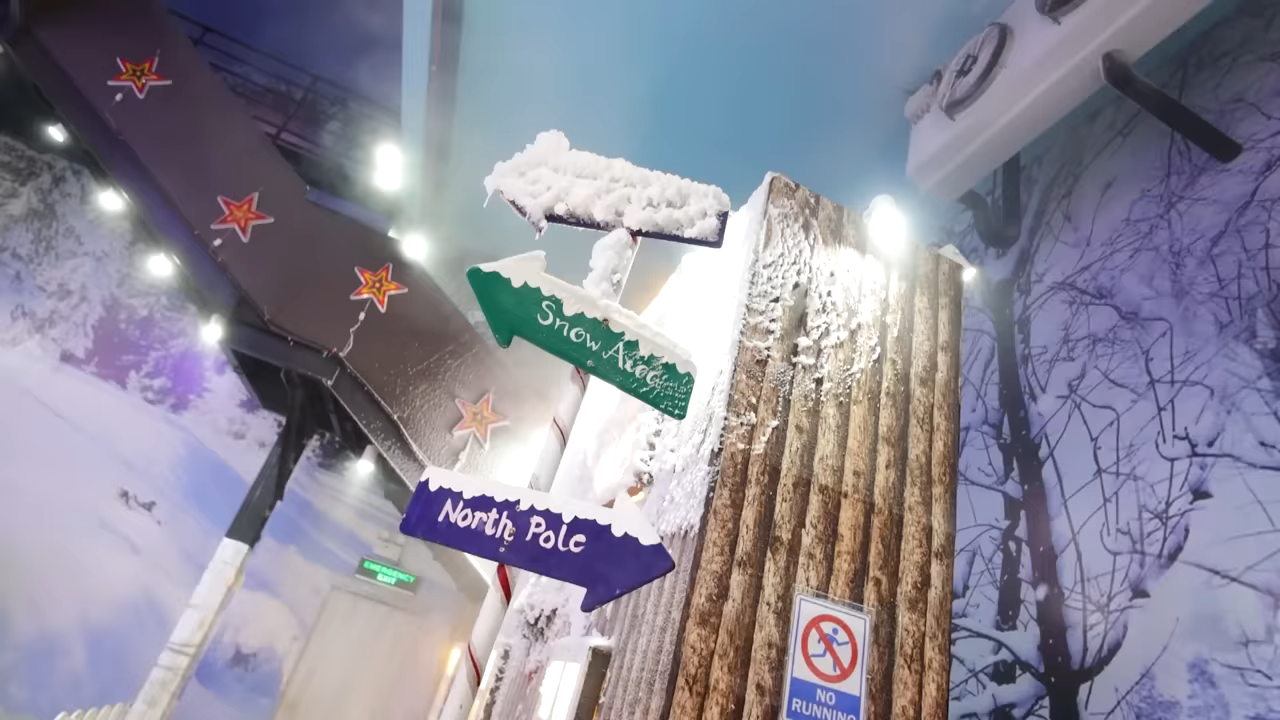 Snow Area
North Pole
EMERGENCY
EXIT
NO
RUNNING